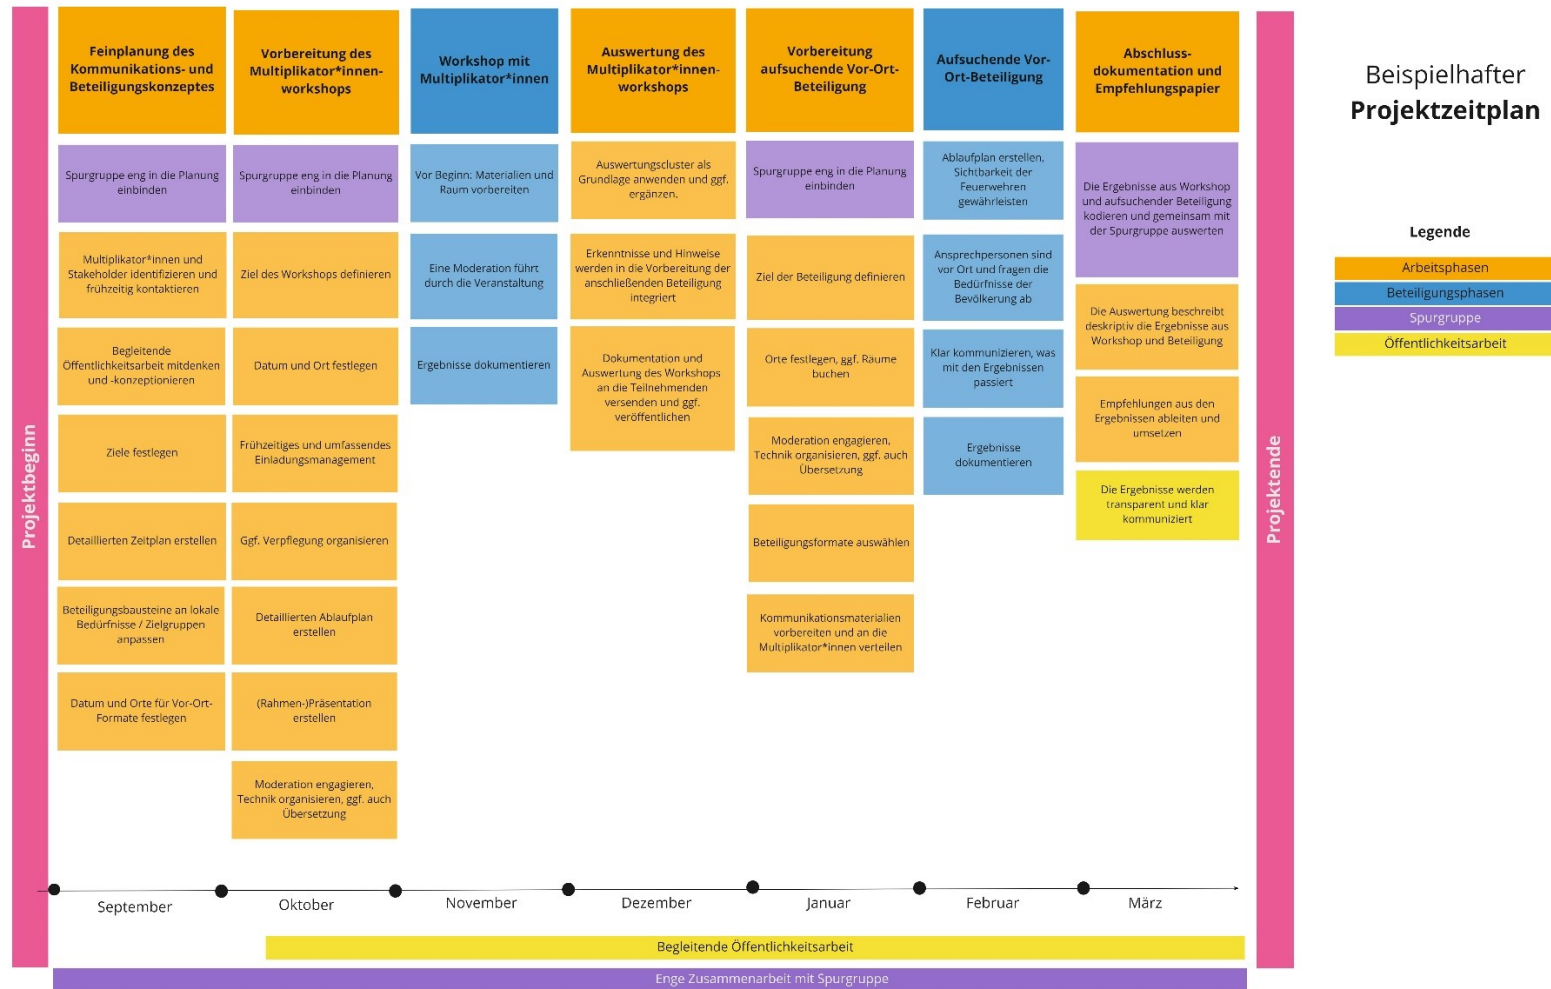 Projektbeginn
Feinplanung des
Kommunikations- und
Beteiligungskonzeptes
Spurgruppe eng in die Planung
einbinden
Multiplikator*innen und
Stakeholder identifizieren und
frühzeitig kontaktieren
Begleitende
Öffentlichkeitsarbeit mitdenken
und -konzeptionieren
Ziele festlegen
Detaillierten Zeitplan erstellen
Beteiligungsbausteine an lokale
Bedürfnisse / Zielgruppen
anpassen
Datum und Orte für Vor-Ort-
Formate festlegen
Vorbereitung des
Multiplikator*innen-
workshops
Spurgruppe eng in die Planung
einbinden
Ziel des Workshops definieren
Datum und Ort festlegen
Frühzeitiges und umfassendes
Einladungsmanagement
Ggf. Verpflegung organisieren
Detaillierten Ablaufplan
erstellen
(Rahmen-)Präsentation
erstellen
Moderation engagieren,
Technik organisieren, ggf. auch
Übersetzung
Workshop mit
Multiplikator*innen
Vor Beginn: Materialien und
Raum vorbereiten
Eine Moderation führt
durch die Veranstaltung
Ergebnisse dokumentieren
Auswertung des
Multiplikator*innen-
workshops
Auswertungscluster als
Grundlage anwenden und ggf.
ergänzen.
Erkenntnisse und Hinweise
werden in die Vorbereitung der
anschließenden Beteiligung
integriert
Dokumentation und
Auswertung des Workshops
an die Teilnehmenden
versenden und ggf.
veröffentlichen
Vorbereitung
aufsuchende Vor-Ort-
Beteiligung
Spurgruppe eng in die Planung
einbinden
Ziel der Beteiligung definieren
Orte festlegen, ggf. Räume
buchen
Moderation engagieren,
Technik organisieren, ggf. auch
Übersetzung
Beteiligungsformate auswählen
Kommunikationsmaterialien
vorbereiten und an die
Multiplikator*innen verteilen
Aufsuchende Vor-
Ort-Beteiligung
Ablaufplan erstellen,
Sichtbarkeit der
Feuerwehren
gewährleisten
Ansprechpersonen sind
vor Ort und fragen die
Bedürfnisse der
Bevölkerung ab
Klar kommunizieren, was
mit den Ergebnissen
passiert
Ergebnisse
dokumentieren
Abschluss-
dokumentation und
Empfehlungspapier
Die Ergebnisse aus Workshop
und aufsuchender Beteiligung
kodieren und gemeinsam mit
der Spurgruppe auswerten
Die Auswertung beschreibt
deskriptiv die Ergebnisse aus
Workshop und Beteiligung
Empfehlungen aus den
Ergebnissen ableiten und
umsetzen
Die Ergebnisse werden
transparent und klar
kommuniziert
Projektende
Beispielhafter
Projektzeitplan
Legende
Arbeitsphasen
Beteiligungsphasen
Spurgruppe
Öffentlichkeitsarbeit
September
Oktober
November
Dezember
Januar
Februar
März
Begleitende Öffentlichkeitsarbeit
Enge Zusammenarbeit mit Spurgruppe